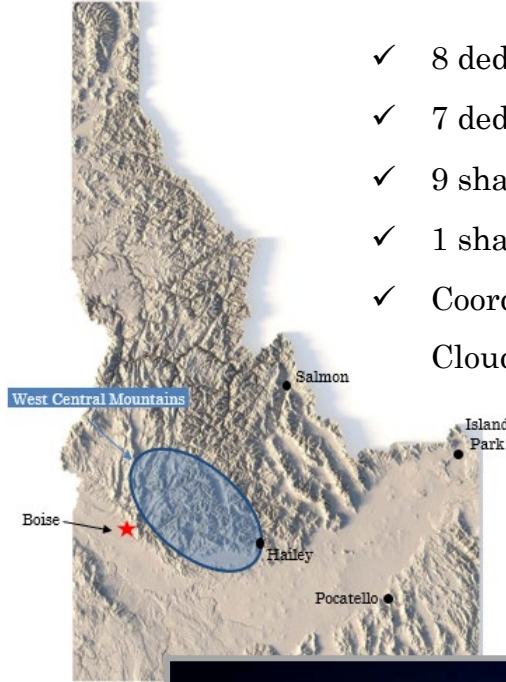 ✓ 8 ded
✓ 7 ded
✓ 9 sha
✓ 1 sha
✓ Coord
Cloud
Salmon
West Central Mountains
Island
Park
Boise
Hailey
Pocatello